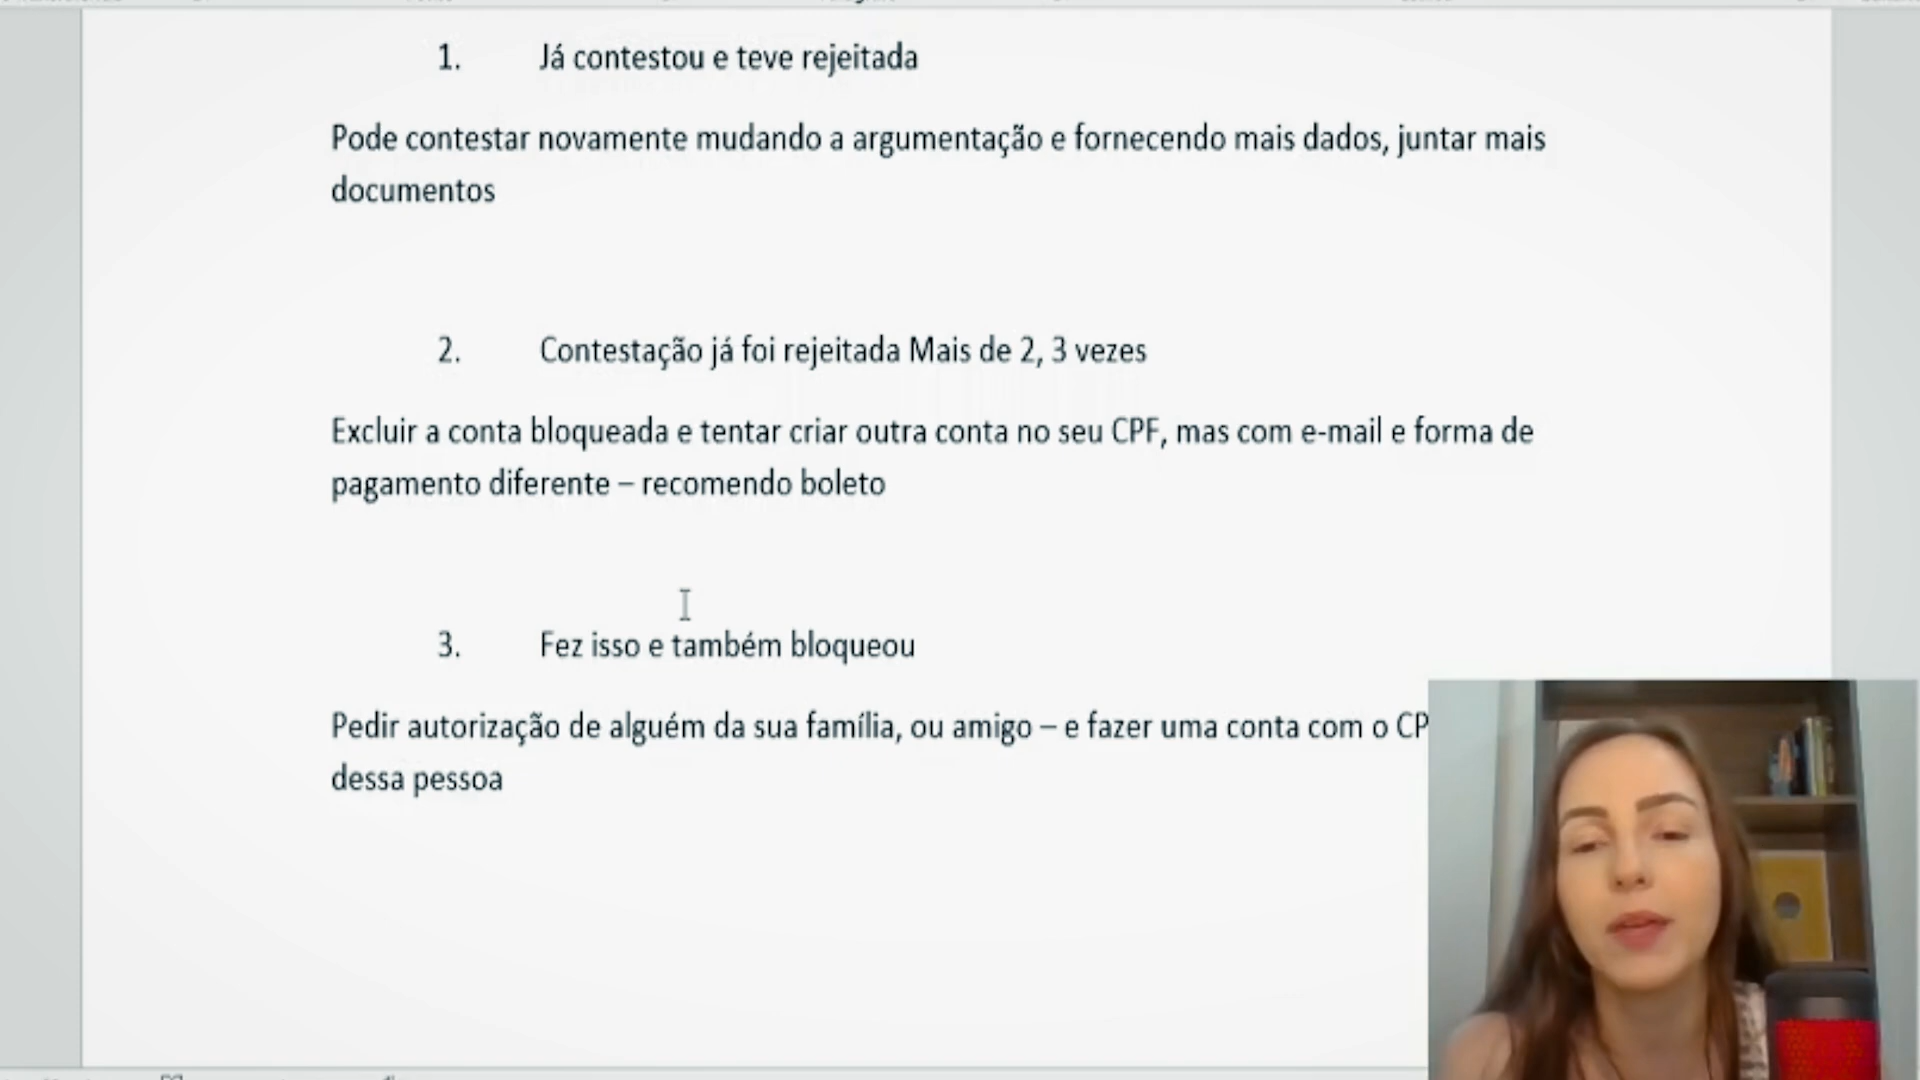 1. Já contestou e teve rejeitada
Pode contestar novamente mudando a argumentação e fornecendo mais dados, juntar mais
documentos
2. Contestação já foi rejeitada Mais de 2, 3 vezes
Excluir a conta bloqueada e tentar criar outra conta no seu CPF, mas com e-mail e forma de
pagamento diferente – recomendo boleto
3. Fez isso e também bloqueou
Pedir autorização de alguém da sua família, ou amigo – e fazer uma conta com o CP
dessa pessoa